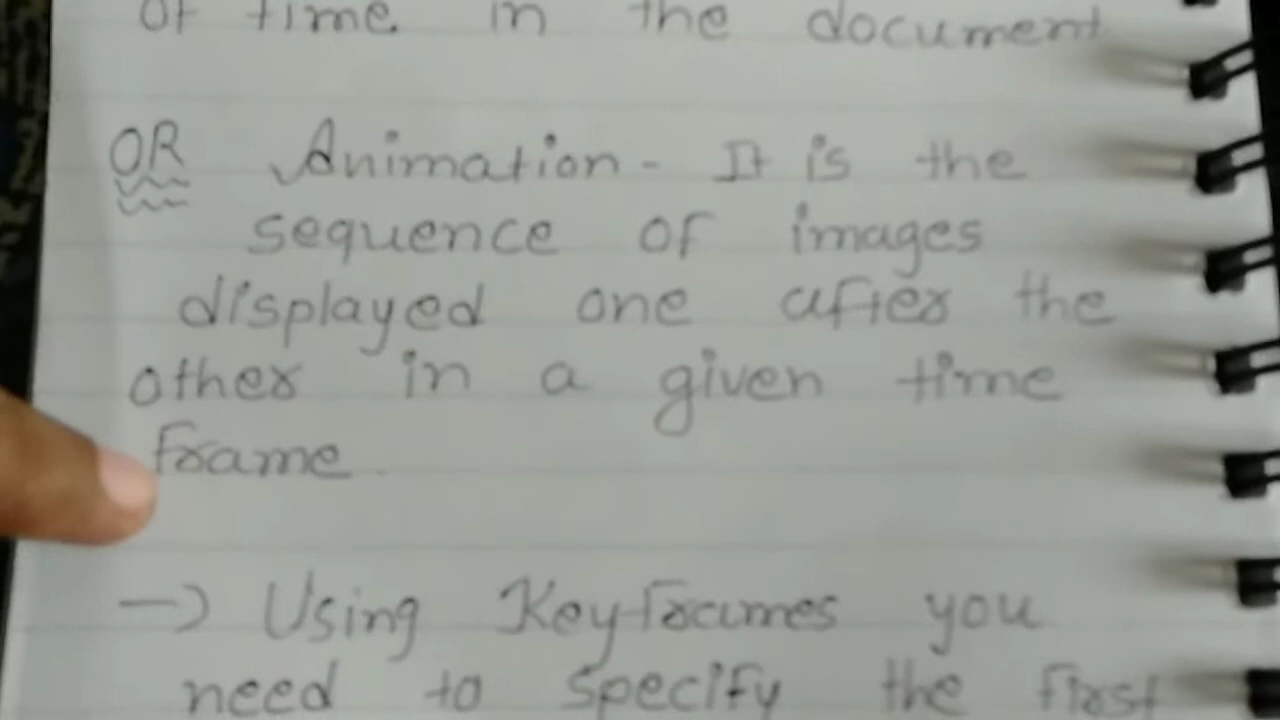 of time in the document
OR Animation - It is the
sequence of images
displayed one after the
other in a given time
frame.
→ Using Keyframes you
need to specify the first